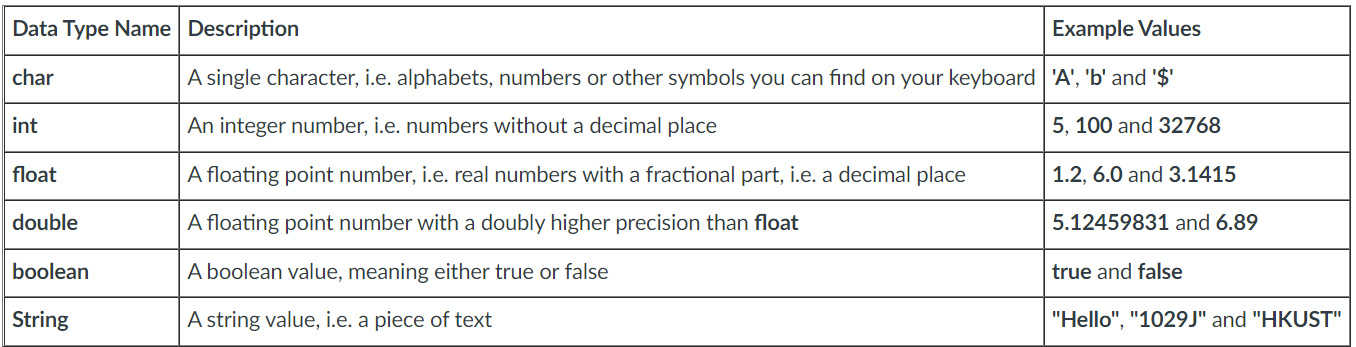 Data Type Name Description Example Values
char A single character, i.e. alphabets, numbers or other symbols you can find on your keyboard 'A', 'b' and '$'
int An integer number, i.e. numbers without a decimal place 5, 100 and 32768
float A floating point number, i.e. real numbers with a fractional part, i.e. a decimal place 1.2, 6.0 and 3.1415
double A floating point number with a doubly higher precision than float 5.12459831 and 6.89
boolean A boolean value, meaning either true or false true and false
String A string value, i.e. a piece of text "Hello", "1029J" and "HKUST"